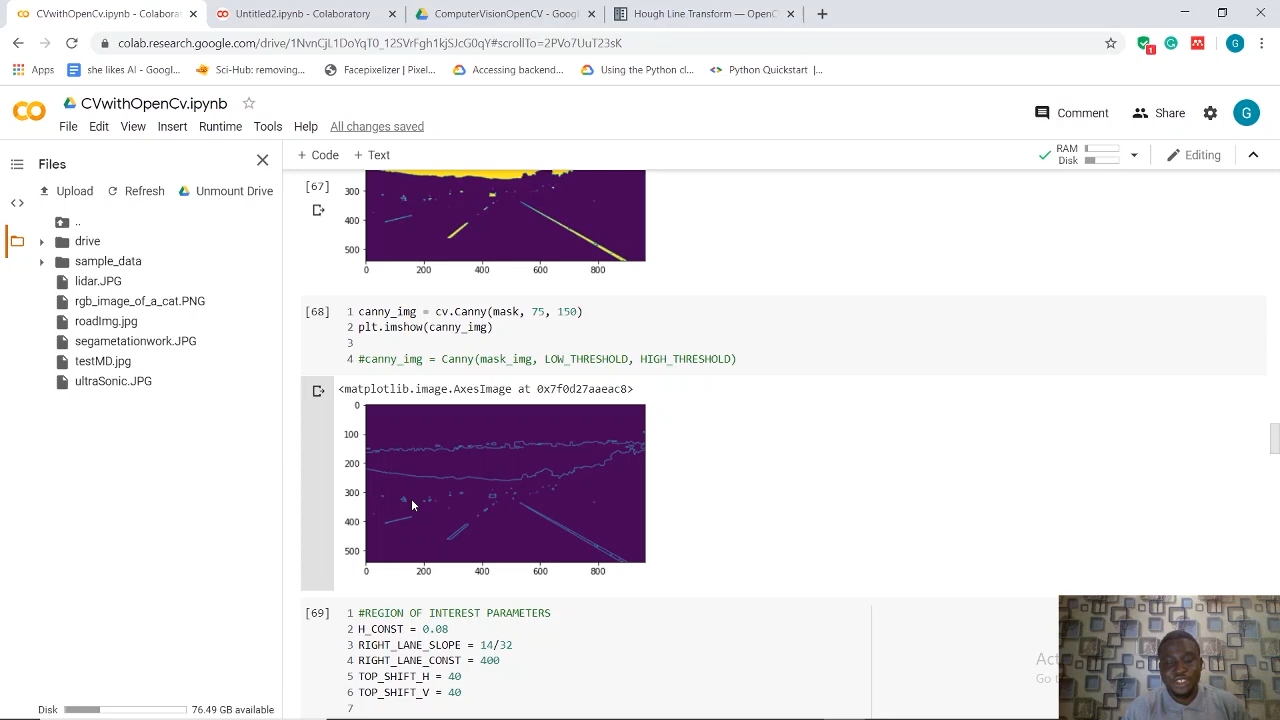 CVwithOpenCv.ipynb - Colaborat
Untitled2.ipynb - Colaboratory
ComputerVisionOpenCV - Goog
Hough Line Transform — OpenC
colab.research.google.com/drive/1NvnCjL1DoYqT0_12SVrFgh1kjSJcG0qY#scrollTo=2PVo7UuT23sK
1
G
Apps
she likes AI - Googl...
Sci-Hub: removing...
Facepixelizer | Pixel...
Accessing backend...
Using the Python cl...
Python Quickstart |...
CVwithOpenCv.ipynb
Comment
Share
G
File Edit View Insert Runtime Tools Help All changes saved
Files
+ Code + Text
RAM
Disk
Editing
Upload Refresh Unmount Drive
..
drive
sample_data
lidar.JPG
rgb_image_of_a_cat.PNG
roadImg.jpg
segametationwork.JPG
testMD.jpg
ultraSonic.JPG
[67]
300
400
500
0 200 400 600 800
[68]
1 canny_img = cv.Canny(mask, 75, 150)
2 plt.imshow(canny_img)
3
4 #canny_img = Canny(mask_img, LOW_THRESHOLD, HIGH_THRESHOLD)
<matplotlib.image.AxesImage at 0x7f0d27aaeac8>
0
100
200
300
400
500
0 200 400 600 800
[69]
1 #REGION OF INTEREST PARAMETERS
2 H_CONST = 0.08
3 RIGHT_LANE_SLOPE = 14/32
4 RIGHT_LANE_CONST = 400
5 TOP_SHIFT_H = 40
6 TOP_SHIFT_V = 40
7
Disk 76.49 GB available